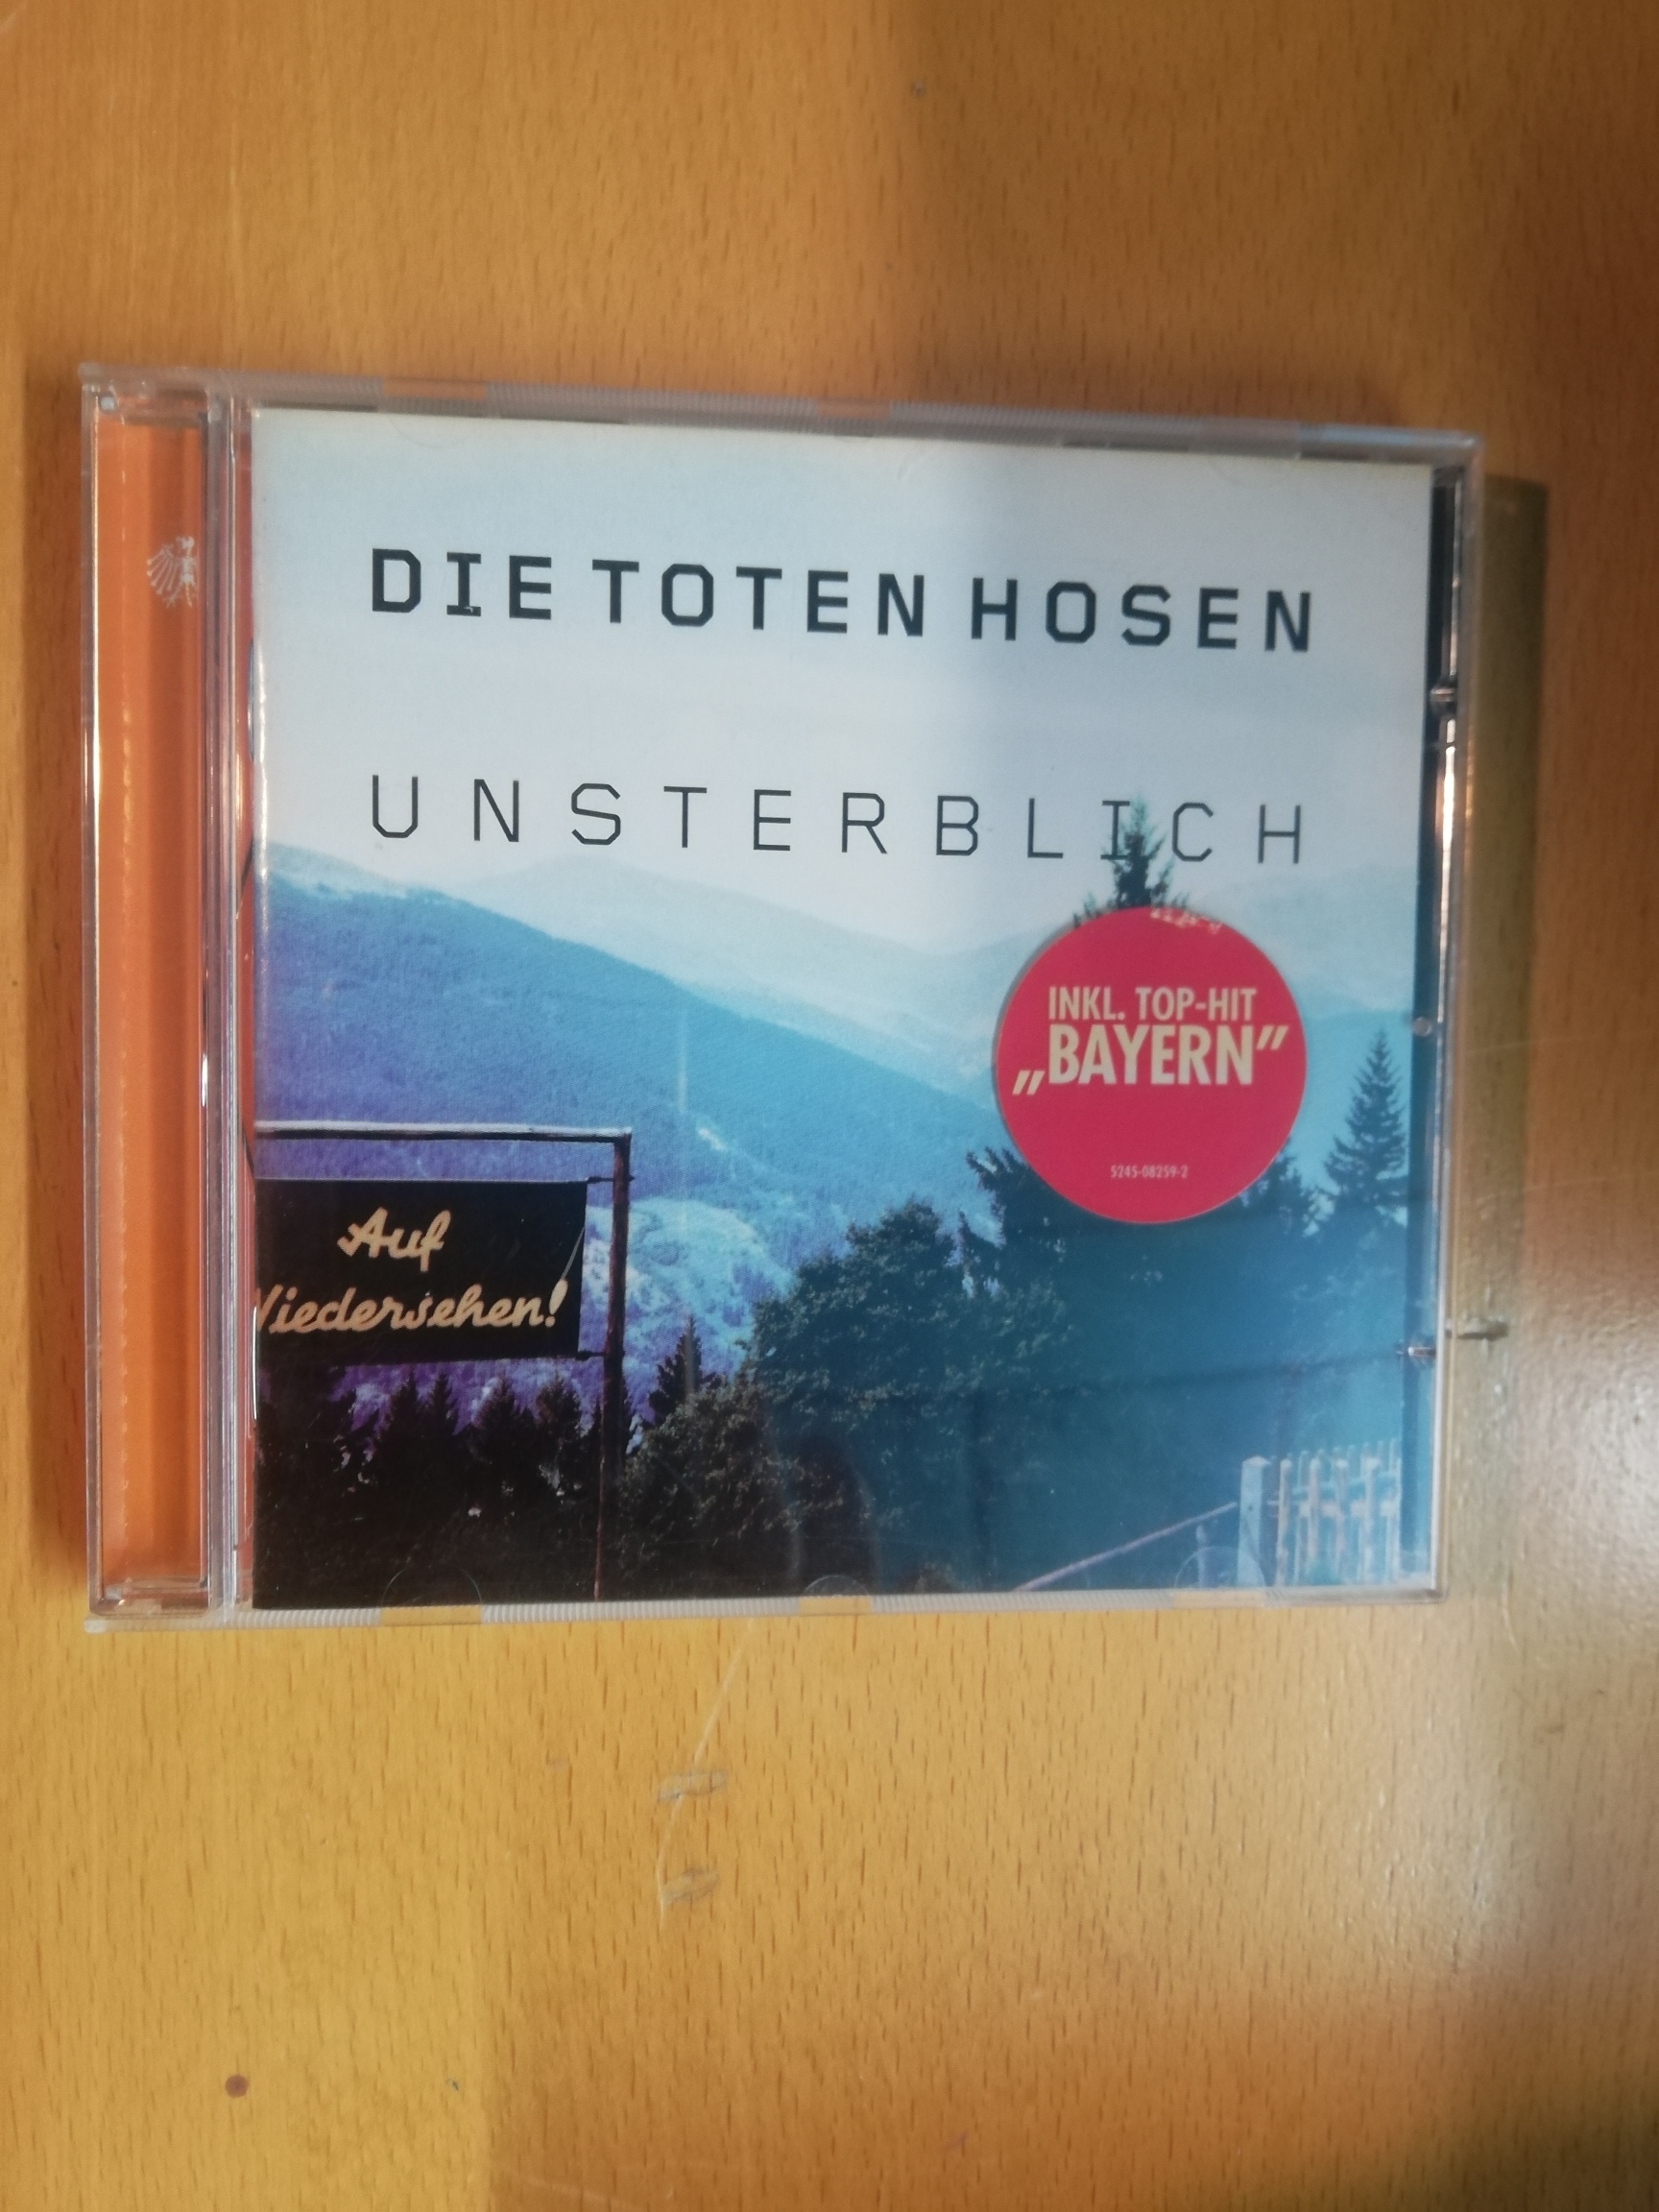 DIE TOTEN HOSEN
UNSTERBLICH
INKL. TOP-HIT
„BAYERN”
5245-08259-2
Auf
Wiedersehen!